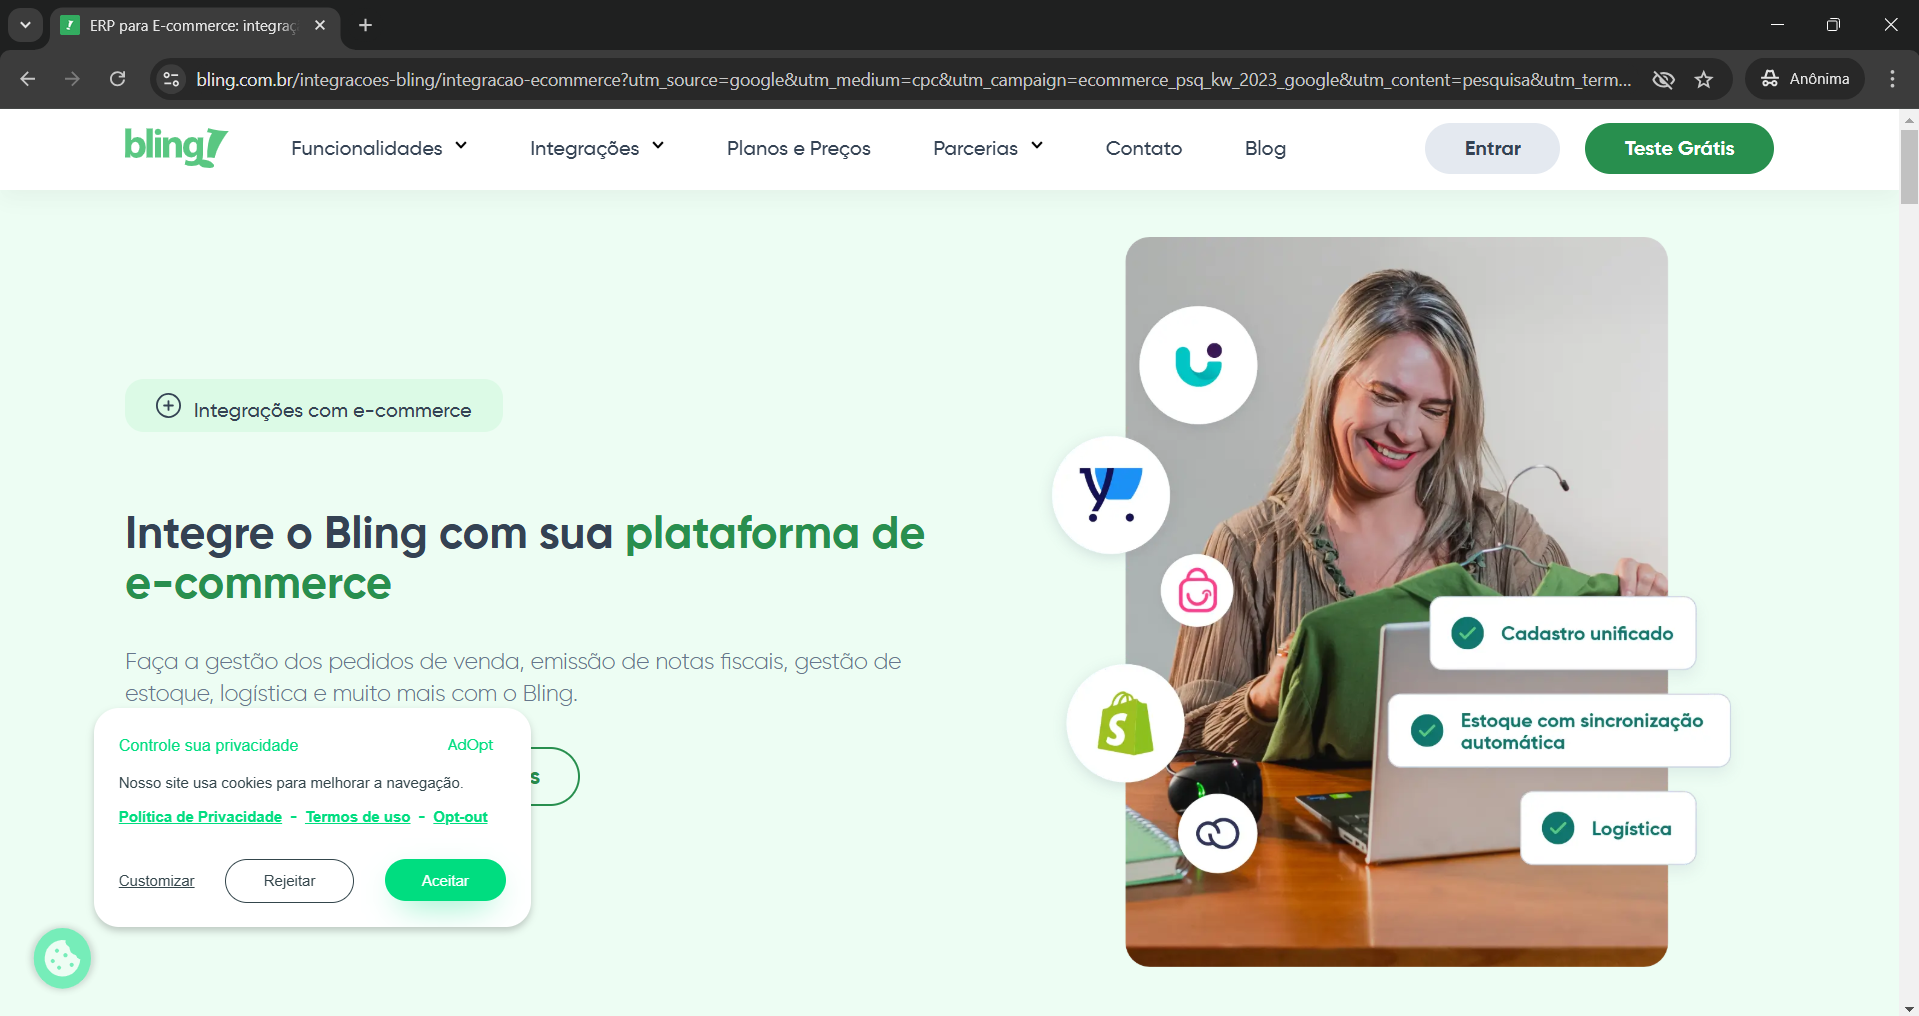 ERP para E-commerce: integraç
bling.com.br/integracoes-bling/integracao-ecommerce?utm_source=google&utm_medium=cpc&utm_campaign=ecommerce_psq_kw_2023_google&utm_content=pesquisa&utm_term...
Anônima
bling!
Funcionalidades
Integrações
Planos e Preços
Parcerias
Contato
Blog
Entrar
Teste Grátis
Integrações com e-commerce
Integre o Bling com sua plataforma de
e-commerce
Faça a gestão dos pedidos de venda, emissão de notas fiscais, gestão de
estoque, logística e muito mais com o Bling.
s
Cadastro unificado
Estoque com sincronização
automática
Logística
Controle sua privacidade
AdOpt
Nosso site usa cookies para melhorar a navegação.
Política de Privacidade - Termos de uso - Opt-out
Customizar
Rejeitar
Aceitar